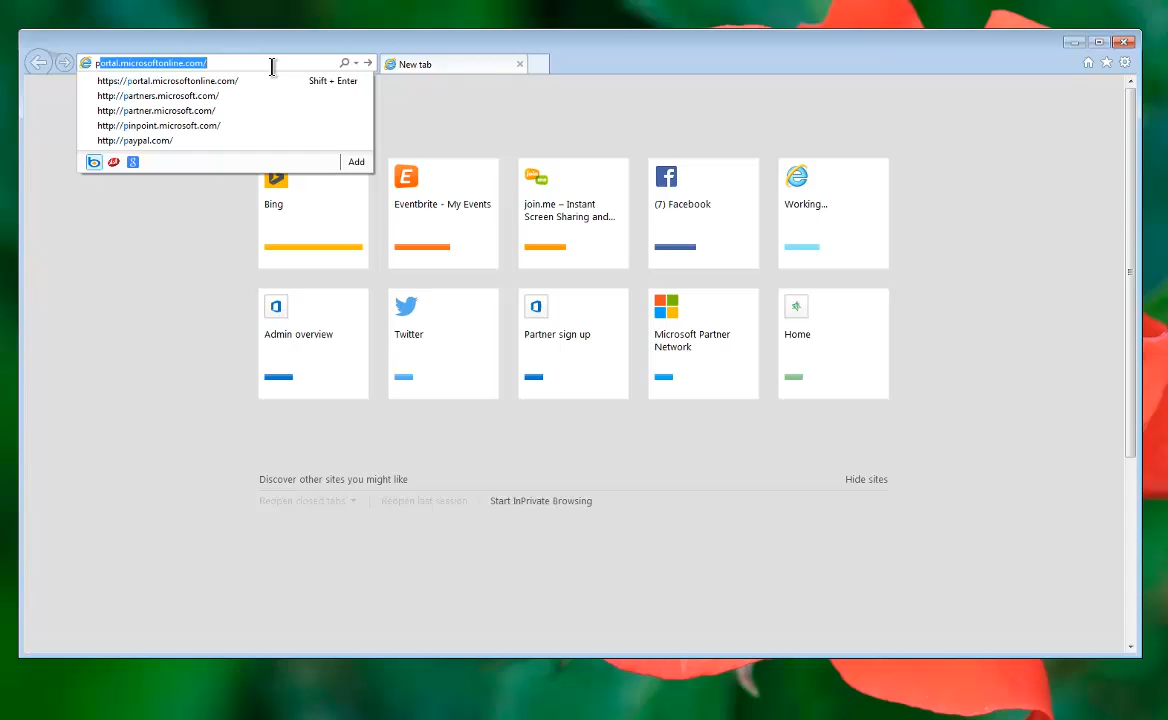 portal.microsoftonline.com/
New tab
https://portal.microsoftonline.com/ Shift + Enter
http://partners.microsoft.com/
http://partner.microsoft.com/
http://pinpoint.microsoft.com/
http://paypal.com/
Add
Bing
Eventbrite - My Events
join.me – Instant
Screen Sharing and...
(7) Facebook
Working...
Admin overview
Twitter
Partner sign up
Microsoft Partner
Network
Home
Discover other sites you might like
Hide sites
Reopen closed tabs
Reopen last session
Start InPrivate Browsing